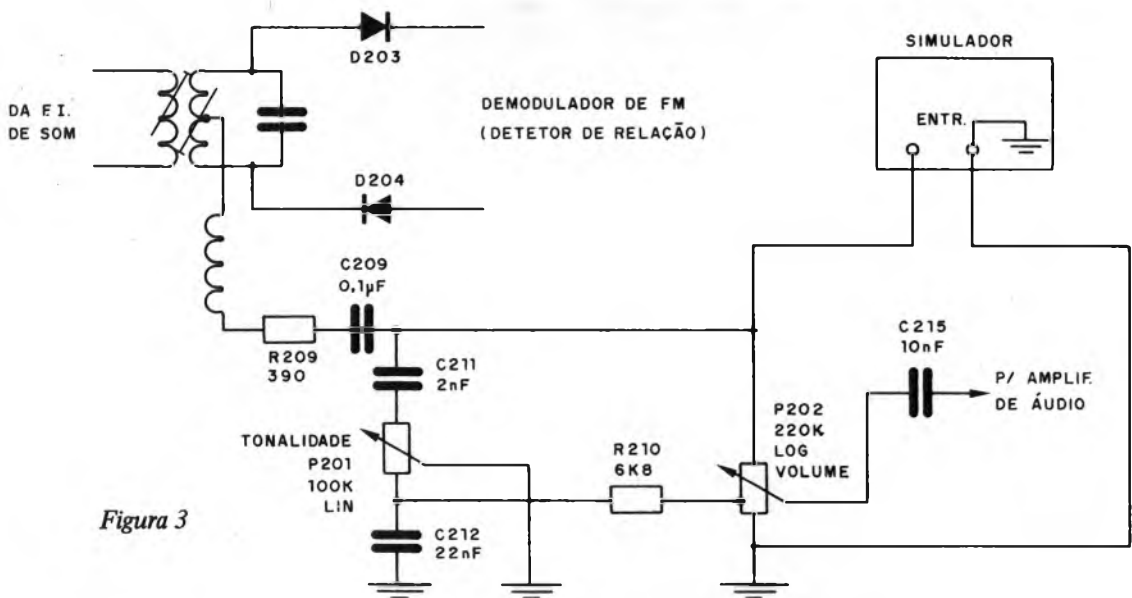 D203
DA F.I.
DE SOM
DEMODULADOR DE FM
(DETETOR DE RELAÇÃO)
D204
SIMULADOR
ENTR.
C209
0,1µF
R209
390
C211
2nF
TONALIDADE
P201
100K
LIN
C212
22nF
R210
6K8
P202
220K
LOG
VOLUME
C215
10nF
P/ AMPLIF.
DE ÁUDIO
Figura 3